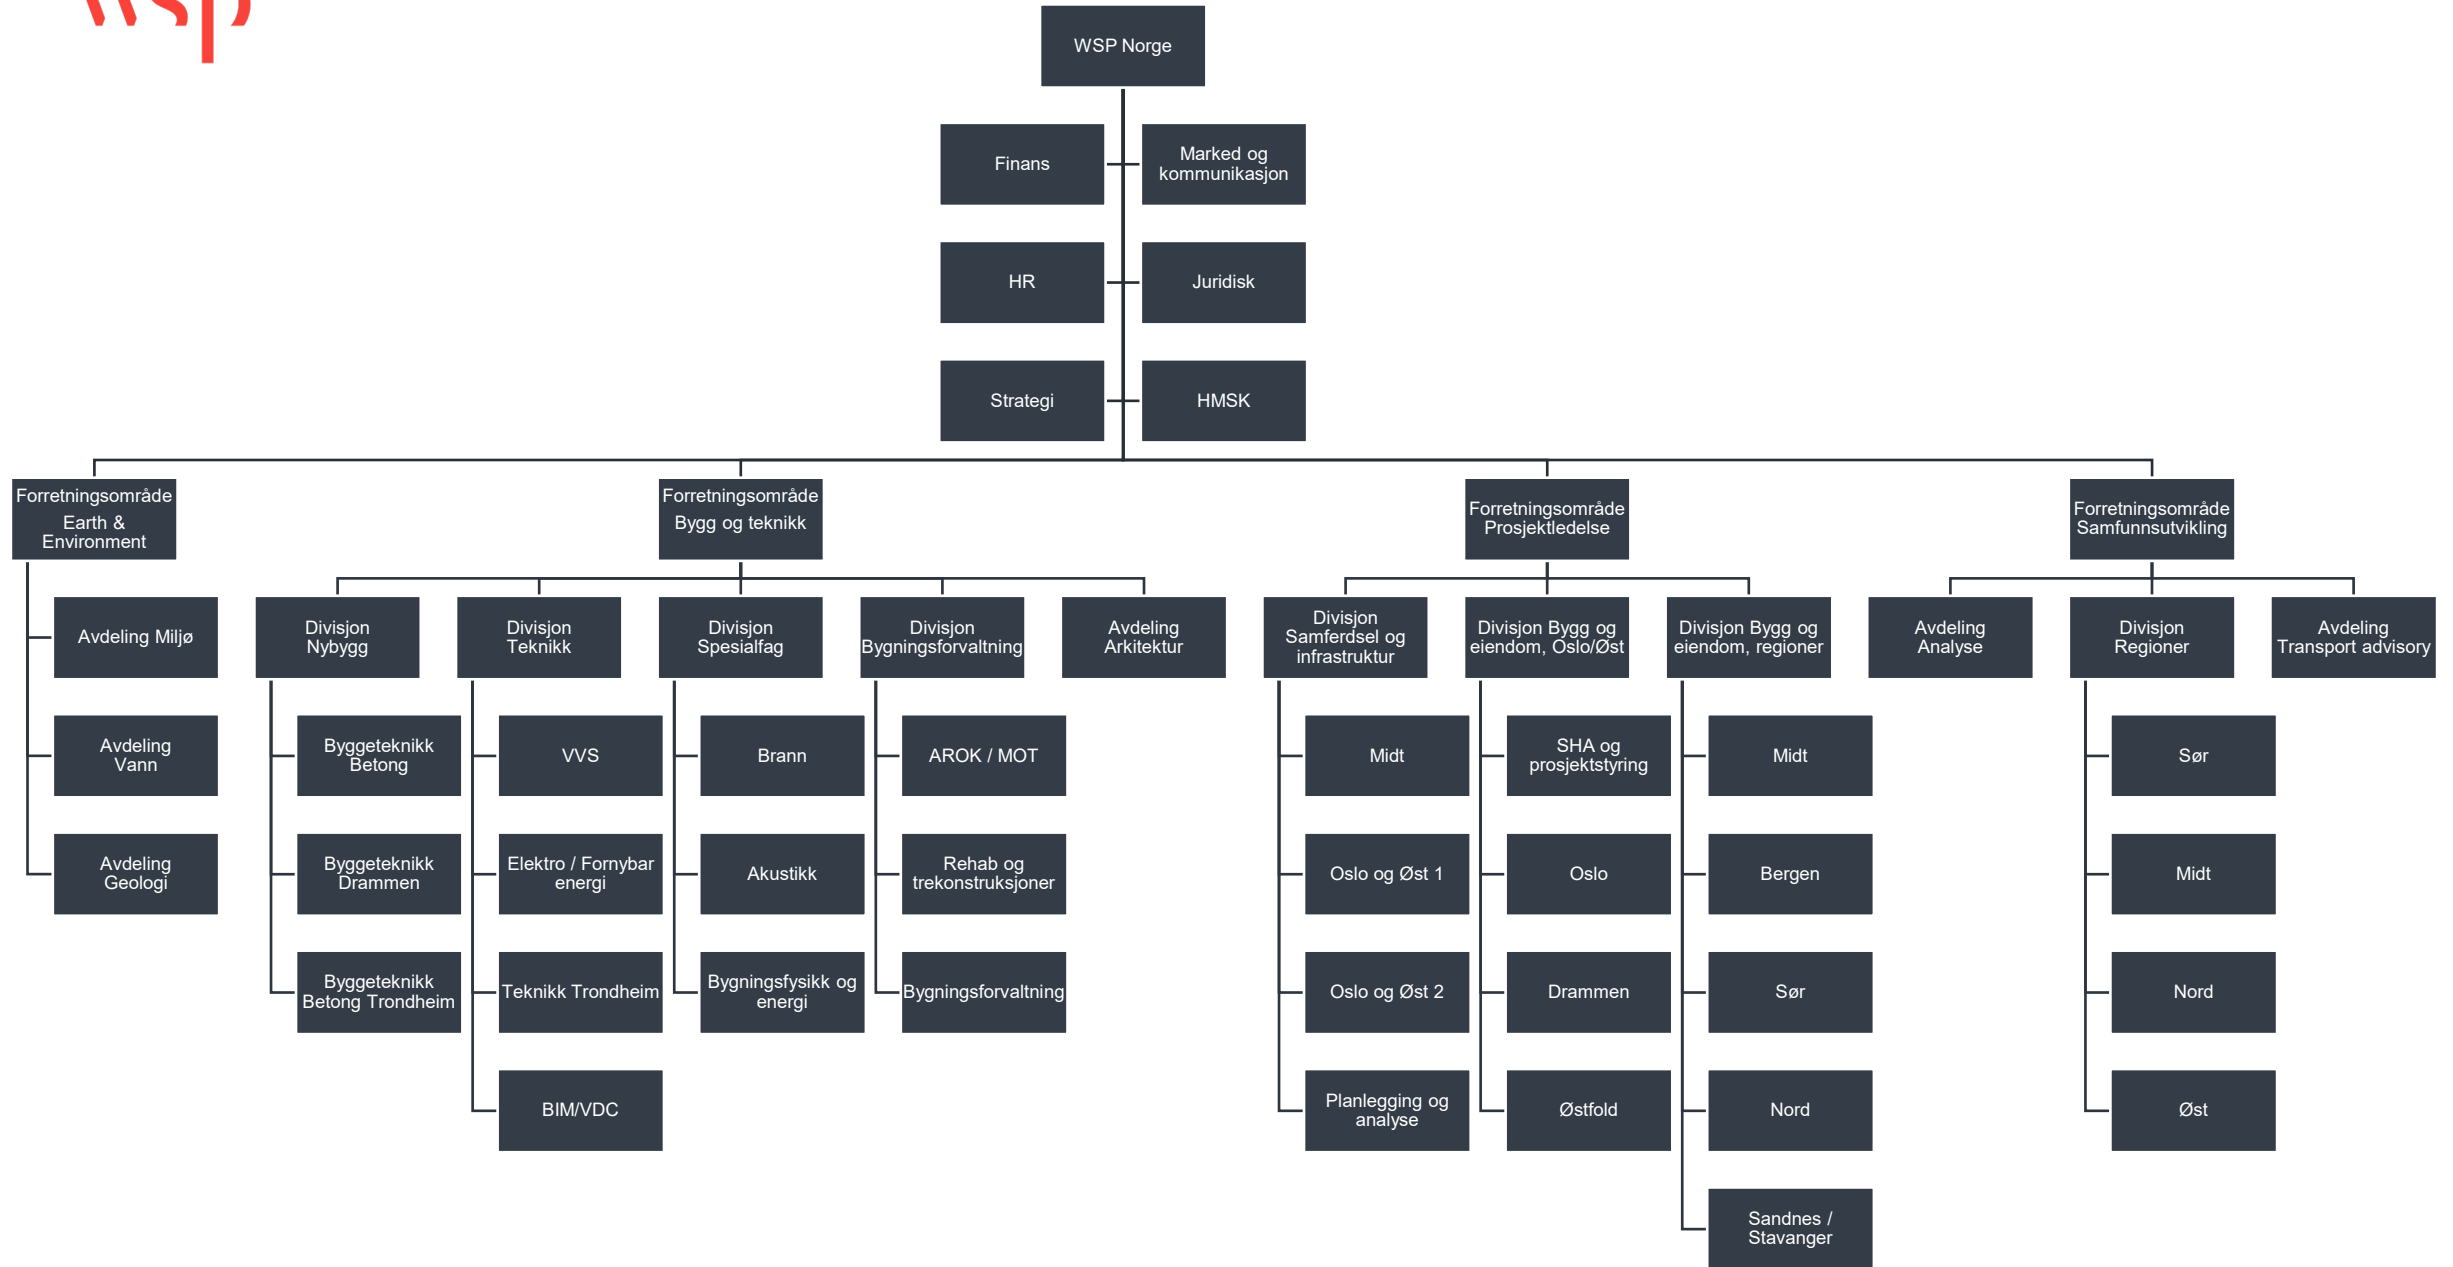 wsp
WSP Norge
Finans
Marked og
kommunikasjon
HR
Juridisk
Strategi
HMSK
Forretningsområde
Earth &
Environment
Forretningsområde
Bygg og teknikk
Forretningsområde
Prosjektledelse
Forretningsområde
Samfunnsutvikling
Avdeling Miljø
Divisjon
Nybygg
Divisjon
Teknikk
Divisjon
Spesialfag
Divisjon
Bygningsforvaltning
Avdeling
Arkitektur
Divisjon
Samferdsel og
infrastruktur
Divisjon Bygg og
eiendom, Oslo/Øst
Divisjon Bygg og
eiendom, regioner
Avdeling
Analyse
Divisjon
Regioner
Avdeling
Transport advisory
Avdeling
Vann
Byggeteknikk
Betong
VVS
Brann
AROK / MOT
Midt
SHA og
prosjektstyring
Midt
Sør
Avdeling
Geologi
Byggeteknikk
Drammen
Elektro / Fornybar
energi
Akustikk
Rehab og
trekonstruksjoner
Oslo og Øst 1
Oslo
Bergen
Midt
Byggeteknikk
Betong Trondheim
Teknikk Trondheim
Bygningsfysikk og
energi
Bygningsforvaltning
Oslo og Øst 2
Drammen
Sør
Nord
BIM/VDC
Planlegging og
analyse
Østfold
Nord
Øst
Sandnes /
Stavanger